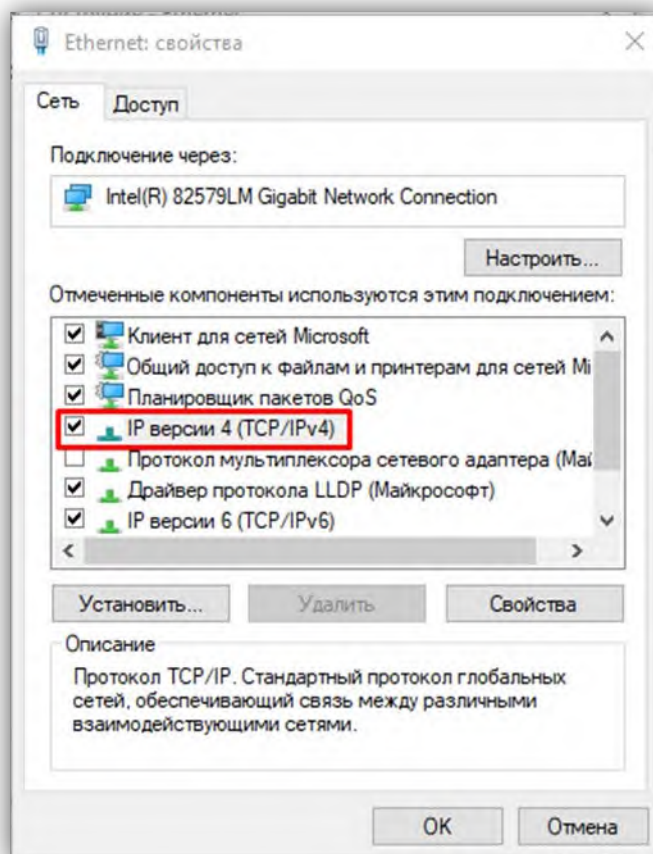 Ethernet: свойства
Сеть
Доступ
Подключение через:
Intel(R) 82579LM Gigabit Network Connection
Настроить...
Отмеченные компоненты используются этим подключением:
Клиент для сетей Microsoft
Общий доступ к файлам и принтерам для сетей Mi
Планировщик пакетов QoS
IP версии 4 (TCP/IPv4)
Протокол мультиплексора сетевого адаптера (Май
Драйвер протокола LLDP (Майкрософт)
IP версии 6 (TCP/IPv6)
Установить...
Удалить
Свойства
Описание
Протокол TCP/IP. Стандартный протокол глобальных
сетей, обеспечивающий связь между различными
взаимодействующими сетями.
OK
Отмена